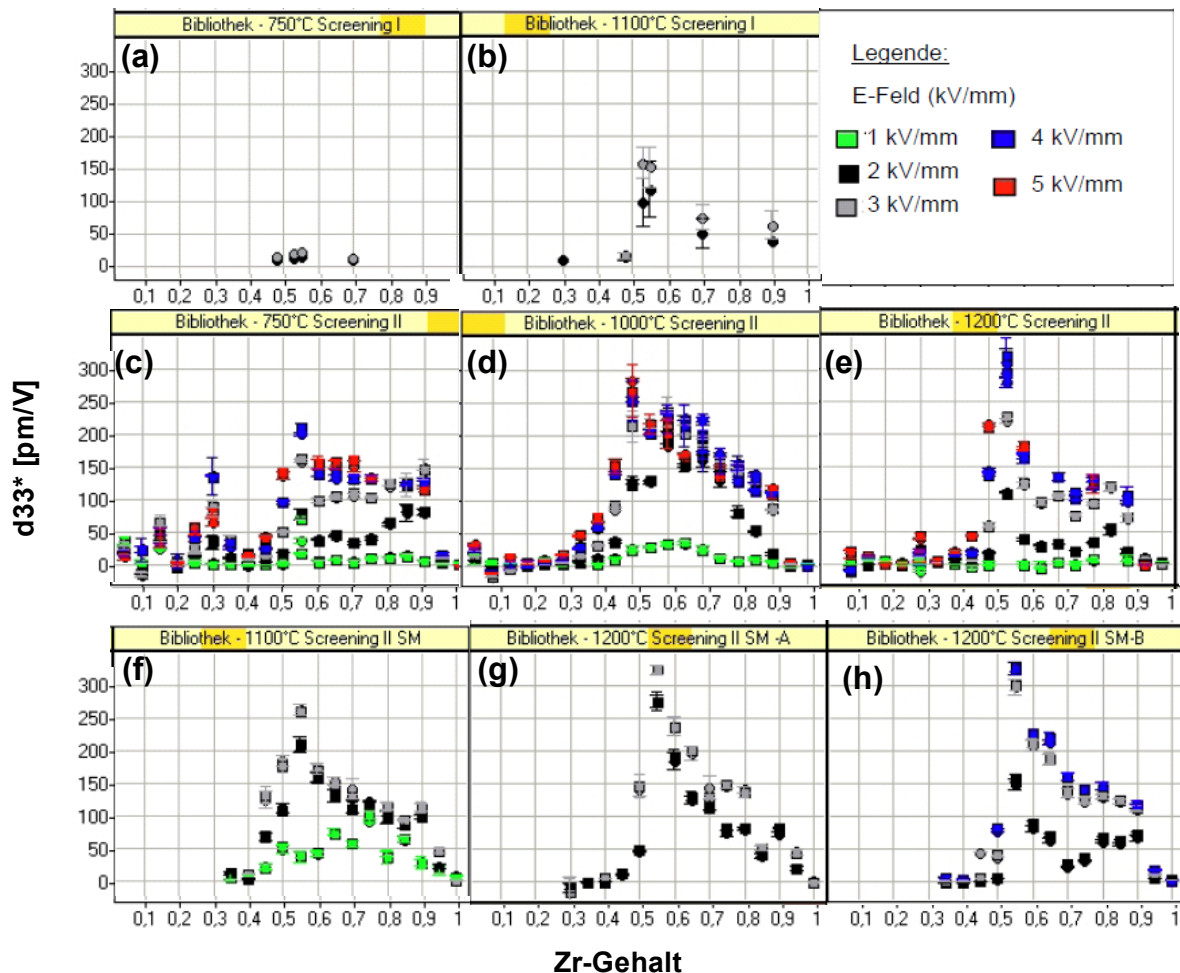 Bibliothek - 750°C Screening I
Bibliothek - 1100°C Screening I
(a)
(b)
300
250
200
150
100
50
0
0,1 0,2 0,3 0,4 0,5 0,6 0,7 0,8 0,9
0,1 0,2 0,3 0,4 0,5 0,6 0,7 0,8 0,9 1
Legende:
E-Feld (kV/mm)
1 kV/mm
2 kV/mm
3 kV/mm
4 kV/mm
5 kV/mm
Bibliothek - 750°C Screening II
Bibliothek - 1000°C Screening II
Bibliothek - 1200°C Screening II
(c)
(d)
(e)
300
250
200
150
100
50
0
0,1 0,2 0,3 0,4 0,5 0,6 0,7 0,8 0,9 1
0,1 0,2 0,3 0,4 0,5 0,6 0,7 0,8 0,9 1
0,1 0,2 0,3 0,4 0,5 0,6 0,7 0,8 0,9 1
Bibliothek - 1100°C Screening II SM
Bibliothek - 1200°C Screening II SM -A
Bibliothek - 1200°C Screening II SM-B
(f)
(g)
(h)
300
250
200
150
100
50
0
0,1 0,2 0,3 0,4 0,5 0,6 0,7 0,8 0,9 1
0,1 0,2 0,3 0,4 0,5 0,6 0,7 0,8 0,9 1
0,1 0,2 0,3 0,4 0,5 0,6 0,7 0,8 0,9 1
d33* [pm/V]
Zr-Gehalt